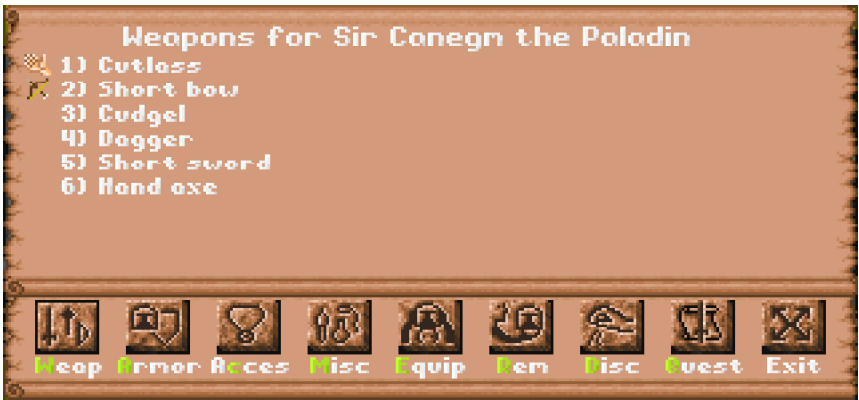 Weapons for Sir Canegm the Paladin
1) Cutlass
2) Short bow
3) Cudgel
4) Dagger
5) Short sword
6) Hand axe
Weap Armor Acces Misc Equip Rem Disc Quest Exit